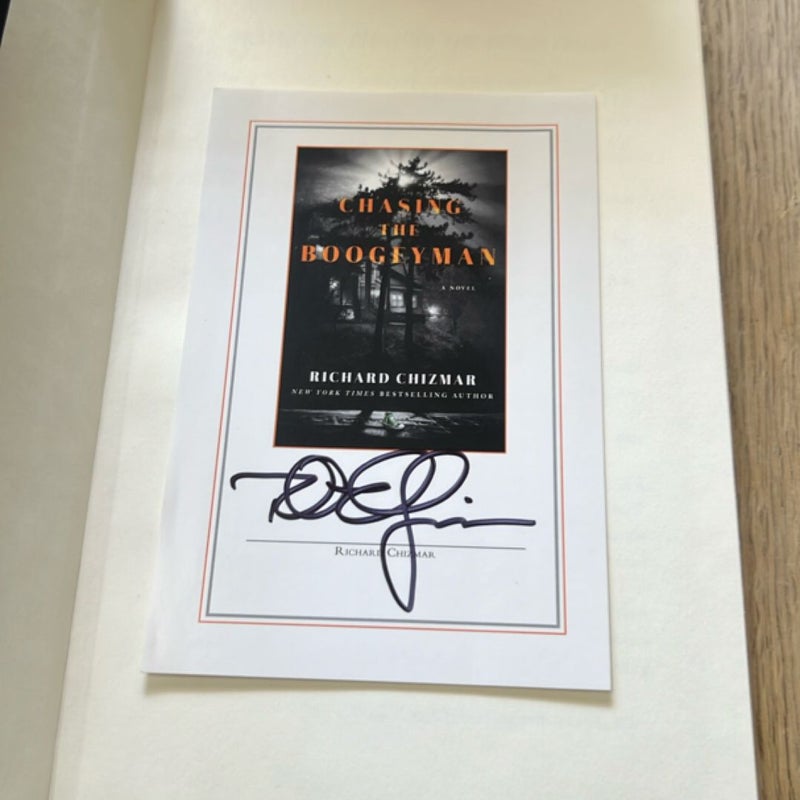 CHASING
THE
BOOGEYMAN
A NOVEL
RICHARD CHIZMAR
NEW YORK TIMES BESTSELLING AUTHOR
RICHARD CHIZMAR